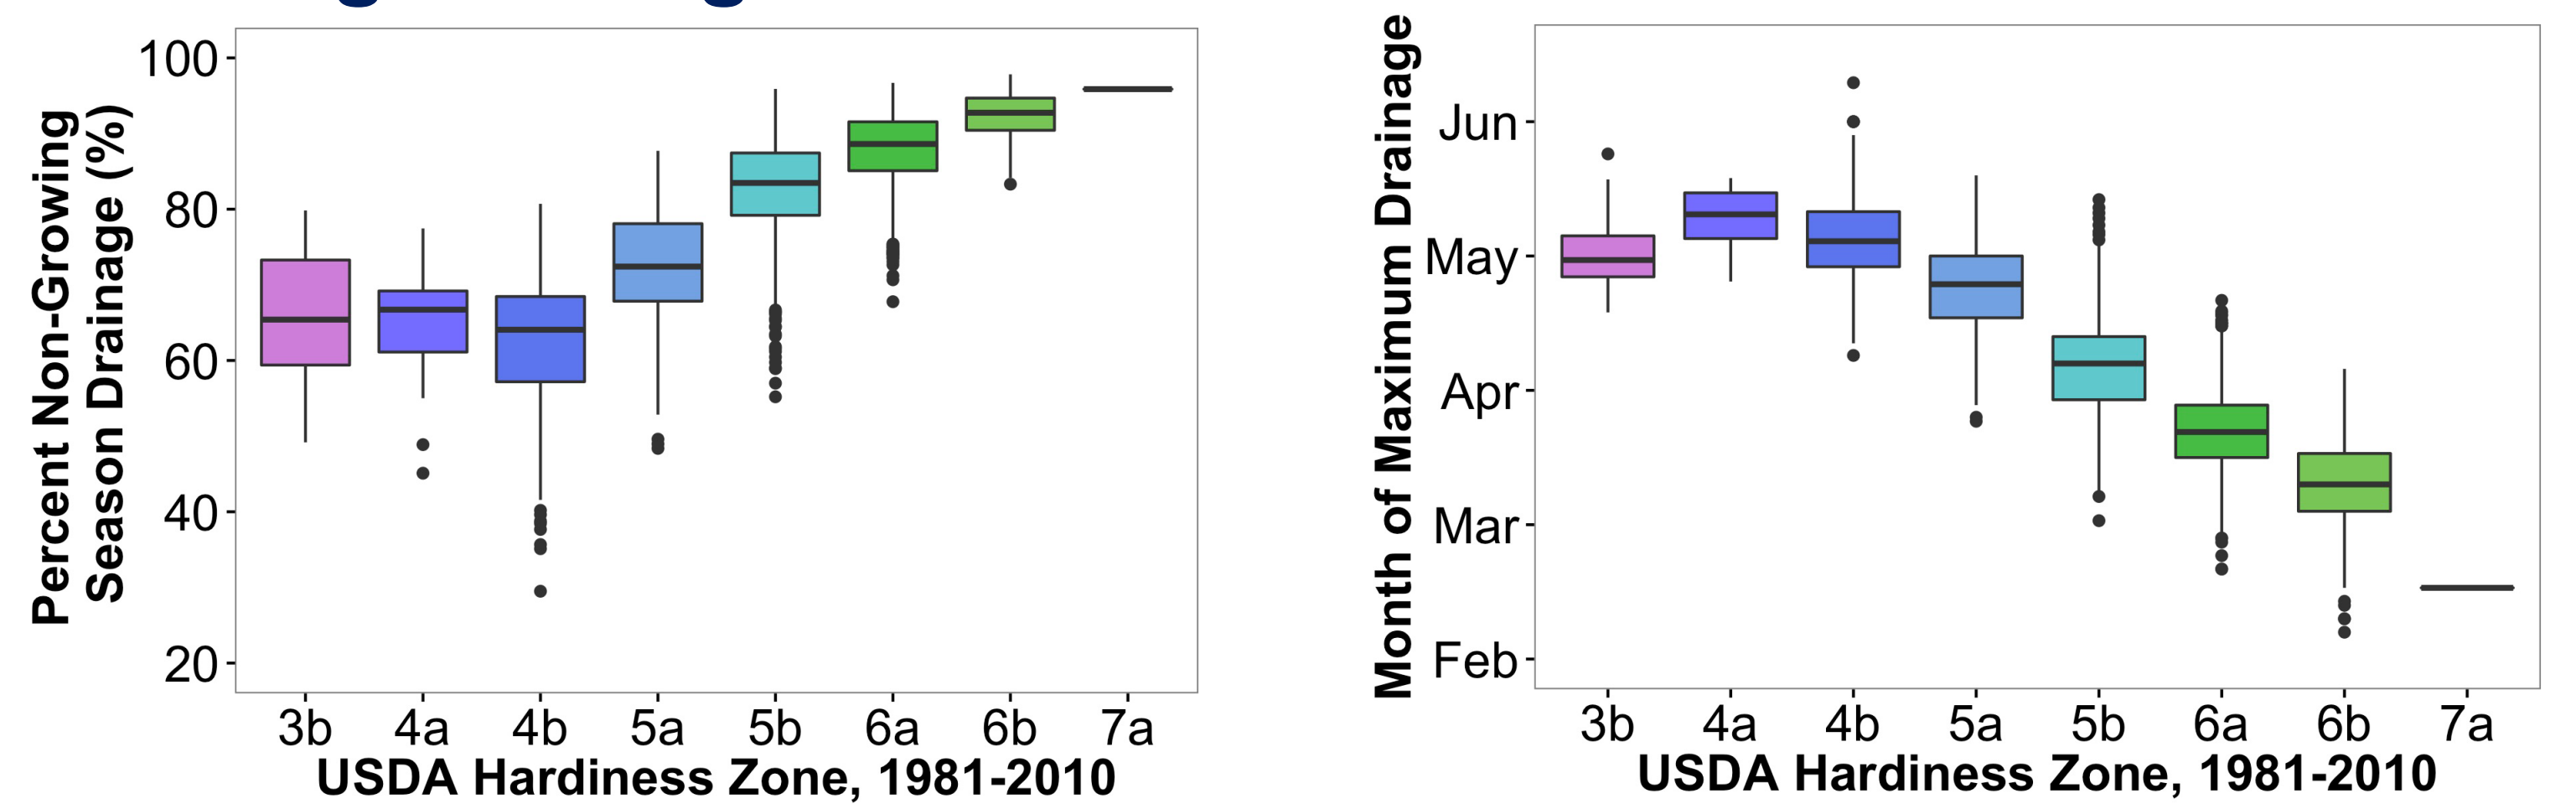 Percent Non-Growing
Season Drainage (%)
100
80
60
40
20
3b 4a 4b 5a 5b 6a 6b 7a
USDA Hardiness Zone, 1981-2010
Month of Maximum Drainage
Jun
May
Apr
Mar
Feb
3b 4a 4b 5a 5b 6a 6b 7a
USDA Hardiness Zone, 1981-2010